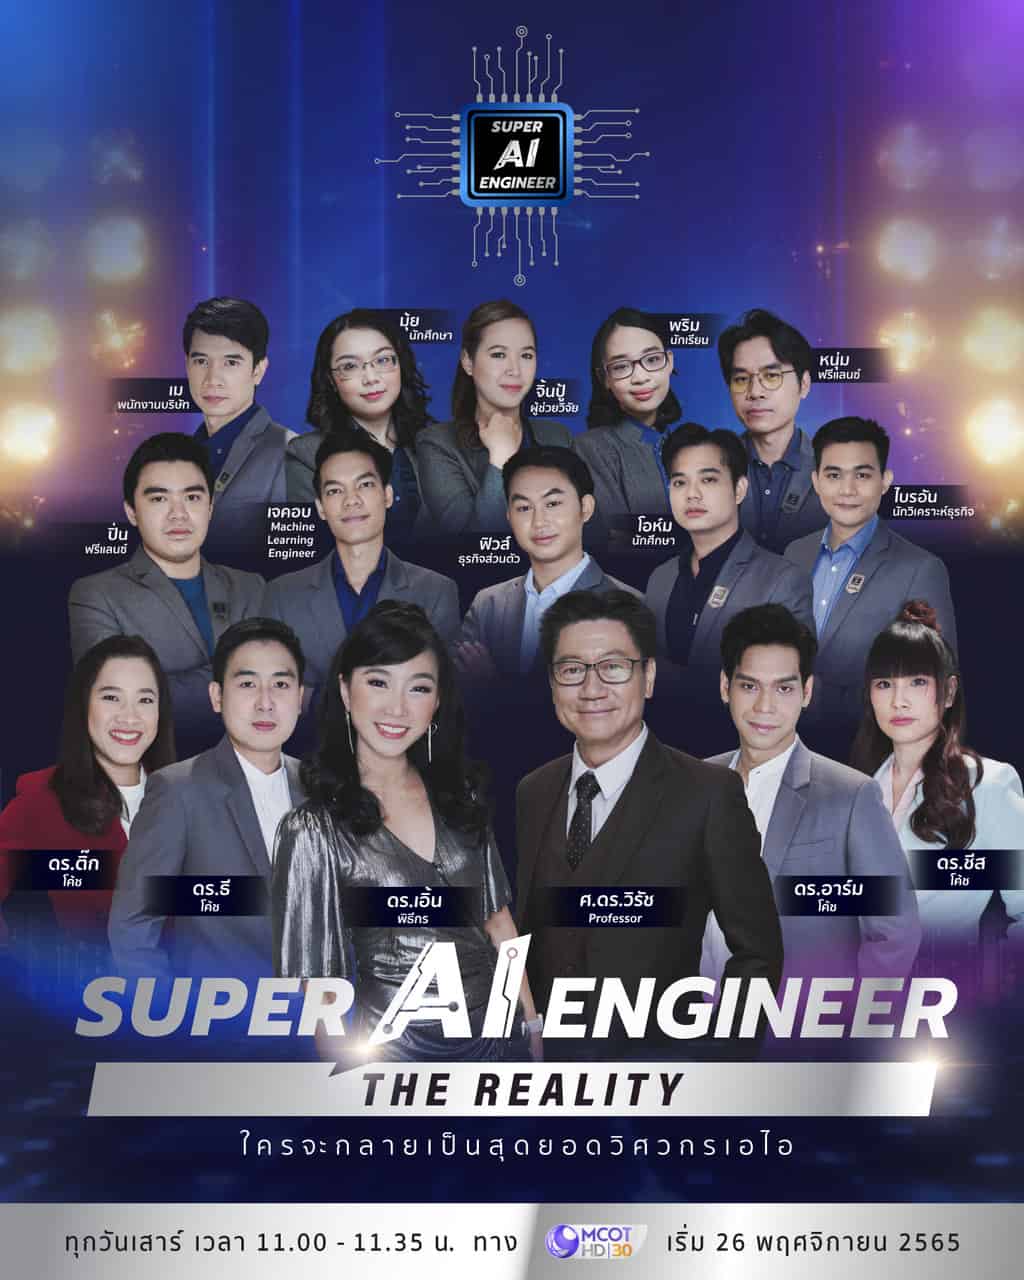 SUPER
AI
ENGINEER
มุ้ย
นักศึกษา
พริม
นักเรียน
หนุ่ม
ฟรีแลนซ์
เม
พนักงานบริษัท
จิ้นปู้
ผู้ช่วยวิจัย
ไบรอัน
นักวิเคราะห์ธุรกิจ
เจคอบ
Machine
Learning
Engineer
ปิ่น
ฟรีแลนซ์
ฟิวส์
ธุรกิจส่วนตัว
โอห์ม
นักศึกษา
ดร.ติ๊ก
โค้ช
ดร.ธี
โค้ช
ดร.เอิ้น
พิธีกร
ศ.ดร.วิรัช
Professor
ดร.อาร์ม
โค้ช
ดร.ชีส
โค้ช
SUPER AI ENGINEER
THE REALITY
ใครจะกลายเป็นสุดยอดวิศวกรเอไอ
ทุกวันเสาร์ เวลา 11.00 - 11.35 น. ทาง MCOT HD|30 เริ่ม 26 พฤศจิกายน 2565